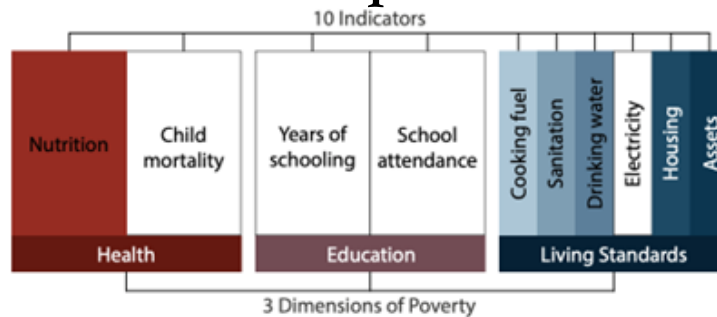 10 Indicators
Nutrition
Child
mortality
Years of
schooling
School
attendance
Cooking fuel
Sanitation
Drinking water
Electricity
Housing
Assets
Health
Education
Living Standards
3 Dimensions of Poverty